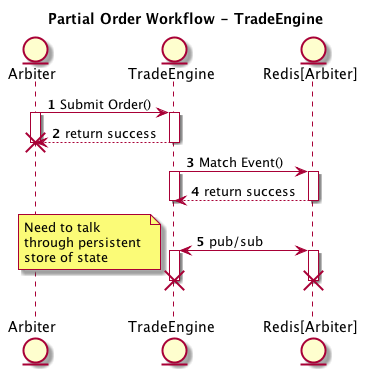 Partial Order Workflow - TradeEngine
Arbiter TradeEngine Redis[Arbiter]
1 Submit Order()
2 return success
3 Match Event()
4 return success
Need to talk
through persistent
store of state
5 pub/sub
Arbiter TradeEngine Redis[Arbiter]